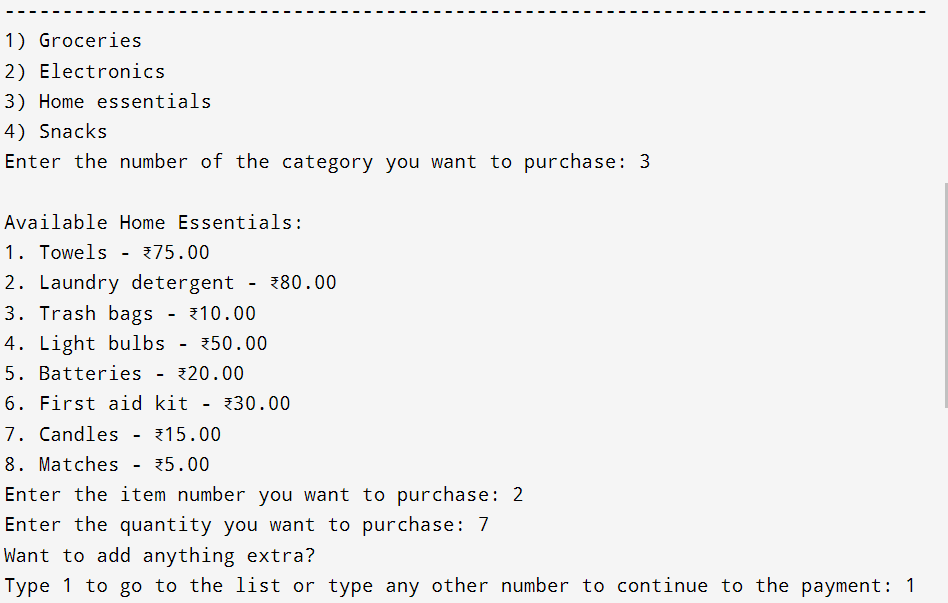 --------------------------------------------------------------------------------
1) Groceries
2) Electronics
3) Home essentials
4) Snacks
Enter the number of the category you want to purchase: 3
Available Home Essentials:
1. Towels - ₹75.00
2. Laundry detergent - ₹80.00
3. Trash bags - ₹10.00
4. Light bulbs - ₹50.00
5. Batteries - ₹20.00
6. First aid kit - ₹30.00
7. Candles - ₹15.00
8. Matches - ₹5.00
Enter the item number you want to purchase: 2
Enter the quantity you want to purchase: 7
Want to add anything extra?
Type 1 to go to the list or type any other number to continue to the payment: 1